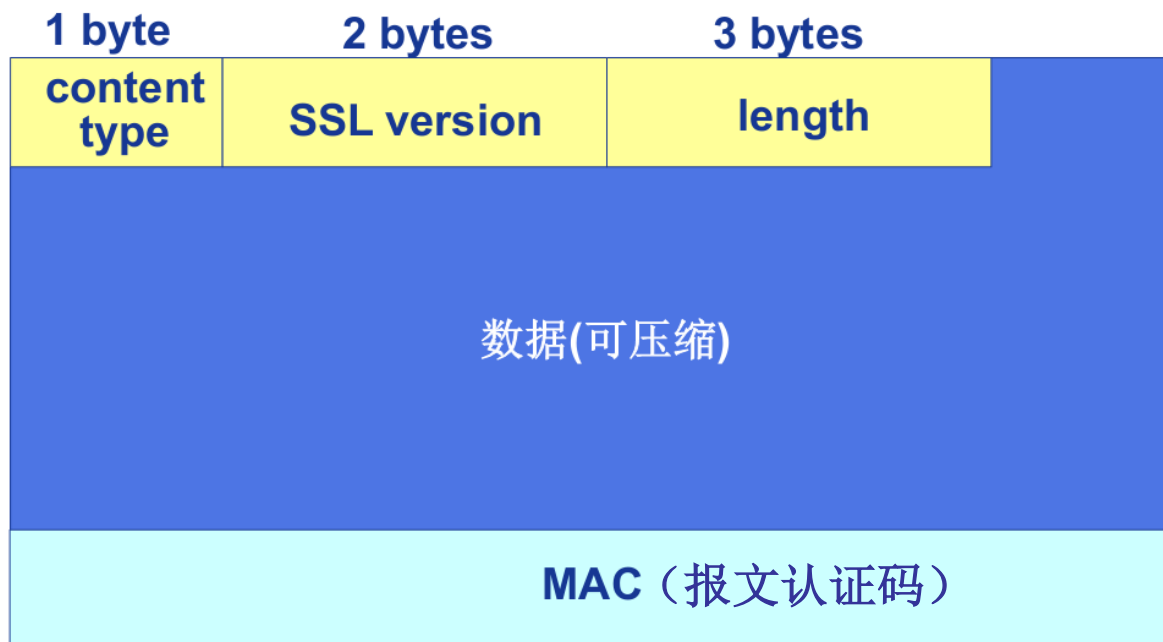 1 byte 2 bytes 3 bytes
content
type
SSL version
length
数据(可压缩)
MAC（报文认证码）